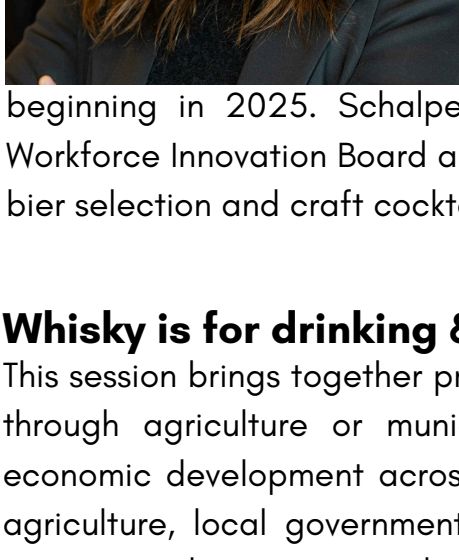 beginning in 2025. Schalpe
Workforce Innovation Board a
bier selection and craft cockt
Whisky is for drinking &
This session brings together pr
through agriculture or muni
economic development acros
agriculture, local government